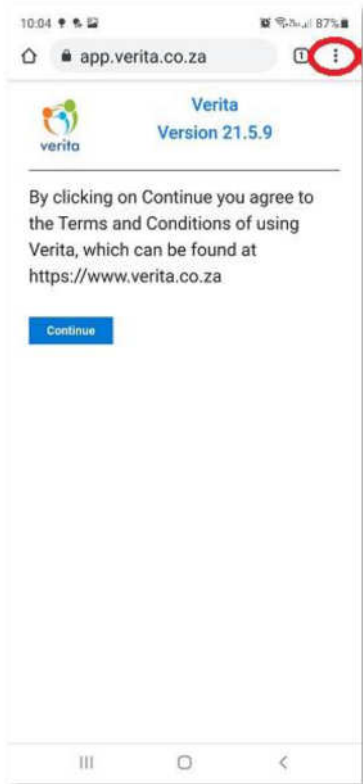 10:04 87%
app.verita.co.za 1
verita
Verita
Version 21.5.9
By clicking on Continue you agree to
the Terms and Conditions of using
Verita, which can be found at
https://www.verita.co.za
Continue